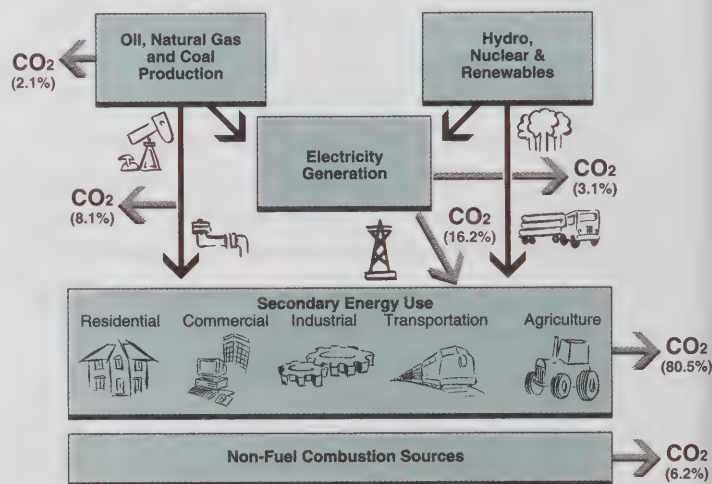 Oil, Natural Gas
and Coal
Production
Hydro,
Nuclear &
Renewables
CO₂
(2.1%)
Electricity
Generation
CO₂
(3.1%)
CO₂
(8.1%)
CO₂
(16.2%)
Secondary Energy Use
Residential Commercial Industrial Transportation Agriculture
CO₂
(80.5%)
Non-Fuel Combustion Sources
CO₂
(6.2%)